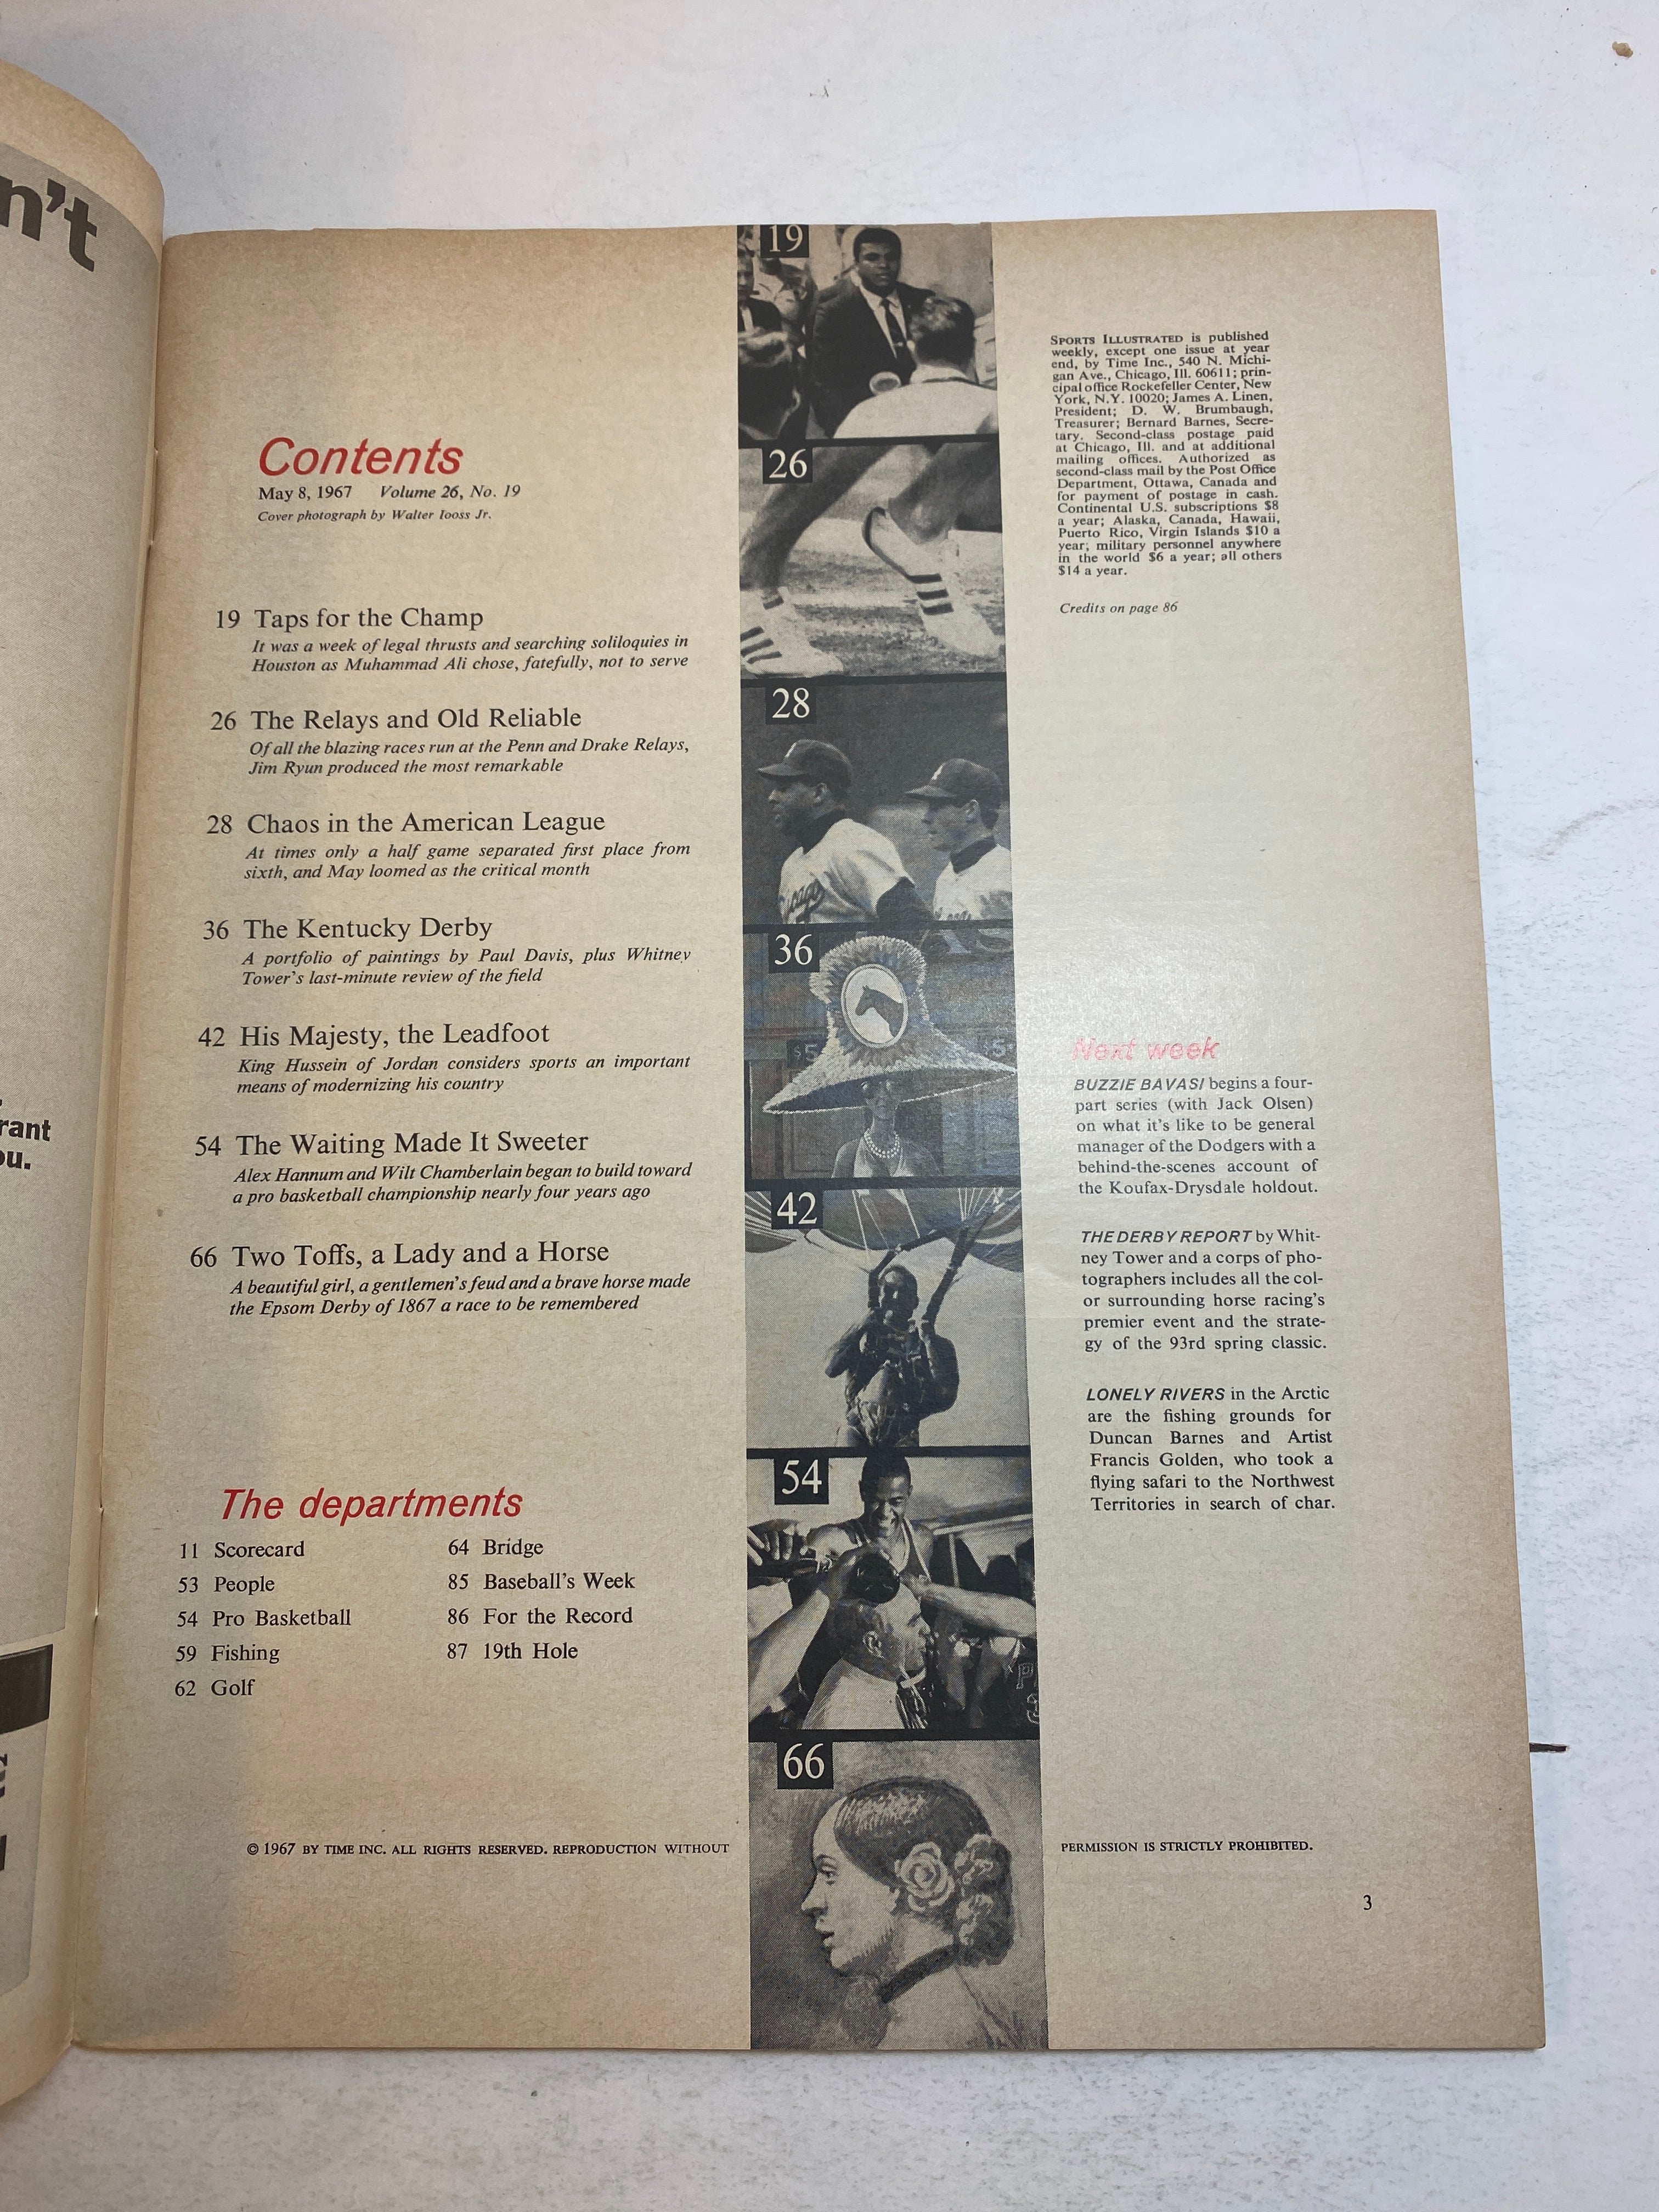 n't
rant
ou.
Contents
May 8, 1967 Volume 26, No. 19
Cover photograph by Walter Iooss Jr.
19 Taps for the Champ
It was a week of legal thrusts and searching soliloquies in
Houston as Muhammad Ali chose, fatefully, not to serve
26 The Relays and Old Reliable
Of all the blazing races run at the Penn and Drake Relays,
Jim Ryun produced the most remarkable
28 Chaos in the American League
At times only a half game separated first place from
sixth, and May loomed as the critical month
36 The Kentucky Derby
A portfolio of paintings by Paul Davis, plus Whitney
Tower's last-minute review of the field
42 His Majesty, the Leadfoot
King Hussein of Jordan considers sports an important
means of modernizing his country
54 The Waiting Made It Sweeter
Alex Hannum and Wilt Chamberlain began to build toward
a pro basketball championship nearly four years ago
66 Two Toffs, a Lady and a Horse
A beautiful girl, a gentlemen's feud and a brave horse made
the Epsom Derby of 1867 a race to be remembered
The departments
11 Scorecard
53 People
54 Pro Basketball
59 Fishing
62 Golf
64 Bridge
85 Baseball's Week
86 For the Record
87 19th Hole
19
26
28
36
$5
$5
42
54
66
SPORTS ILLUSTRATED is published
weekly, except one issue at year
end, by Time Inc., 540 N. Michi-
gan Ave., Chicago, Ill. 60611; prin-
cipal office Rockefeller Center, New
York, N.Y. 10020; James A. Linen,
President; D. W. Brumbaugh,
Treasurer; Bernard Barnes, Secre-
tary. Second-class postage paid
at Chicago, Ill. and at additional
mailing offices. Authorized as
second-class mail by the Post Office
Department, Ottawa, Canada and
for payment of postage in cash.
Continental U.S. subscriptions $8
a year; Alaska, Canada, Hawaii,
Puerto Rico, Virgin Islands $10 a
year; military personnel anywhere
in the world $6 a year; all others
$14 a year.
Credits on page 86
Next week
BUZZIE BAVASI begins a four-
part series (with Jack Olsen)
on what it's like to be general
manager of the Dodgers with a
behind-the-scenes account of
the Koufax-Drysdale holdout.
THE DERBY REPORT by Whit-
ney Tower and a corps of pho-
tographers includes all the col-
or surrounding horse racing's
premier event and the strate-
gy of the 93rd spring classic.
LONELY RIVERS in the Arctic
are the fishing grounds for
Duncan Barnes and Artist
Francis Golden, who took a
flying safari to the Northwest
Territories in search of char.
© 1967 BY TIME INC. ALL RIGHTS RESERVED. REPRODUCTION WITHOUT PERMISSION IS STRICTLY PROHIBITED.
3